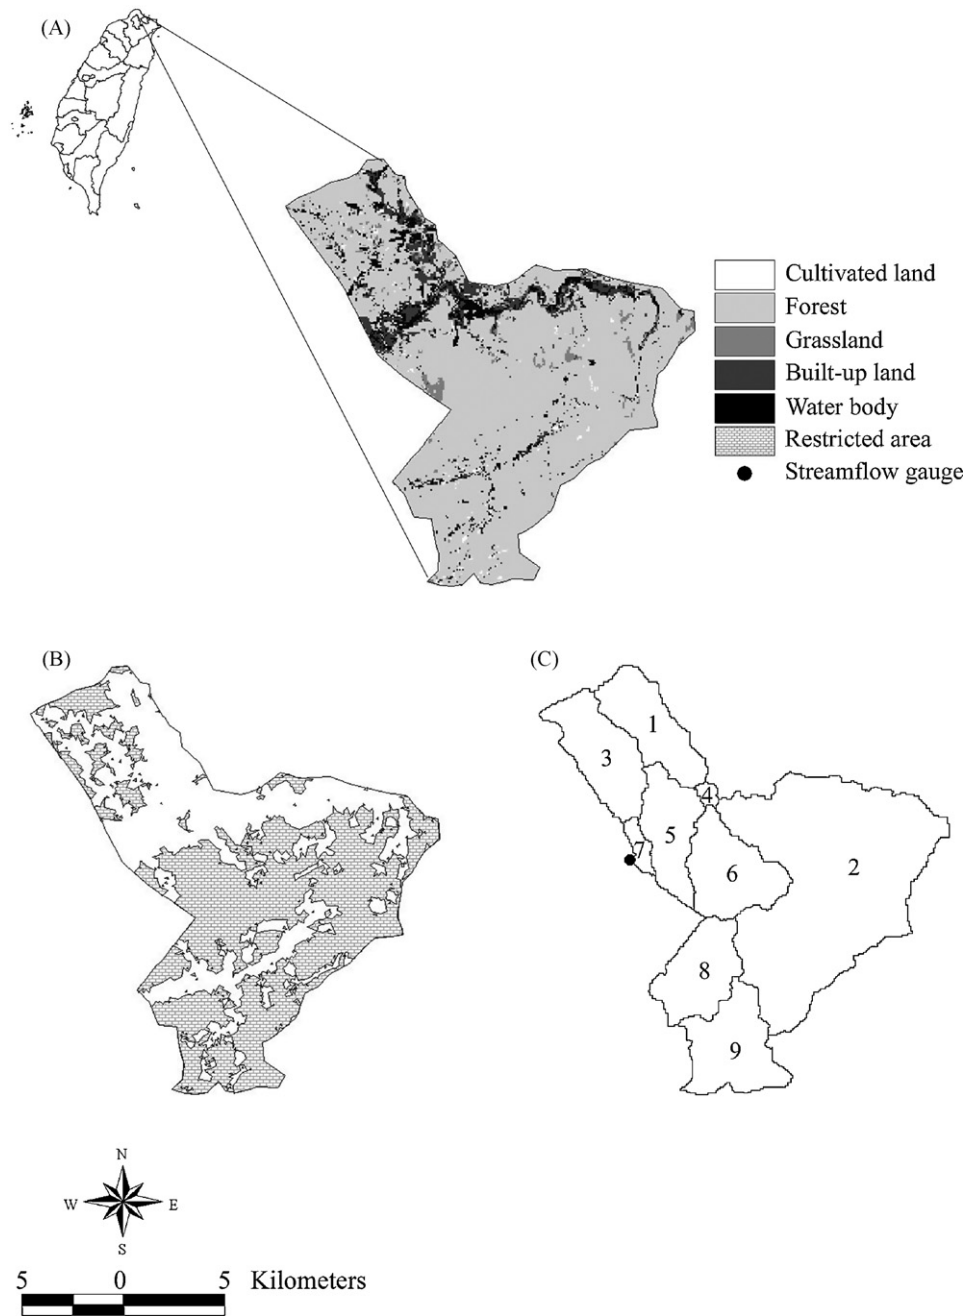 (A)
Cultivated land
Forest
Grassland
Built-up land
Water body
Restricted area
Streamflow gauge
(B)
(C)
1
3
4
5
7
6
2
8
9
N
W E
S
5 0 5 Kilometers